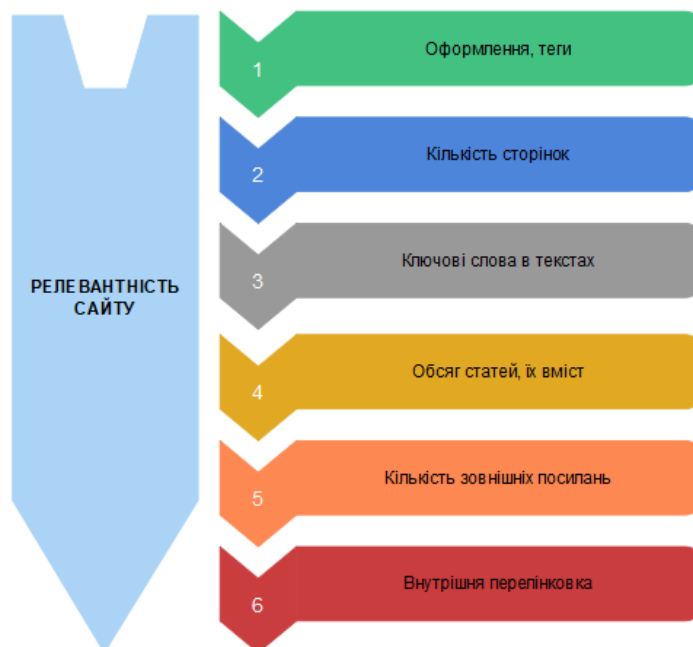 РЕЛЕВАНТНІСТЬ
САЙТУ
1
Оформлення, теги
2
Кількість сторінок
3
Ключові слова в текстах
4
Обсяг статей, їх вміст
5
Кількість зовнішніх посилань
6
Внутрішня перелінковка